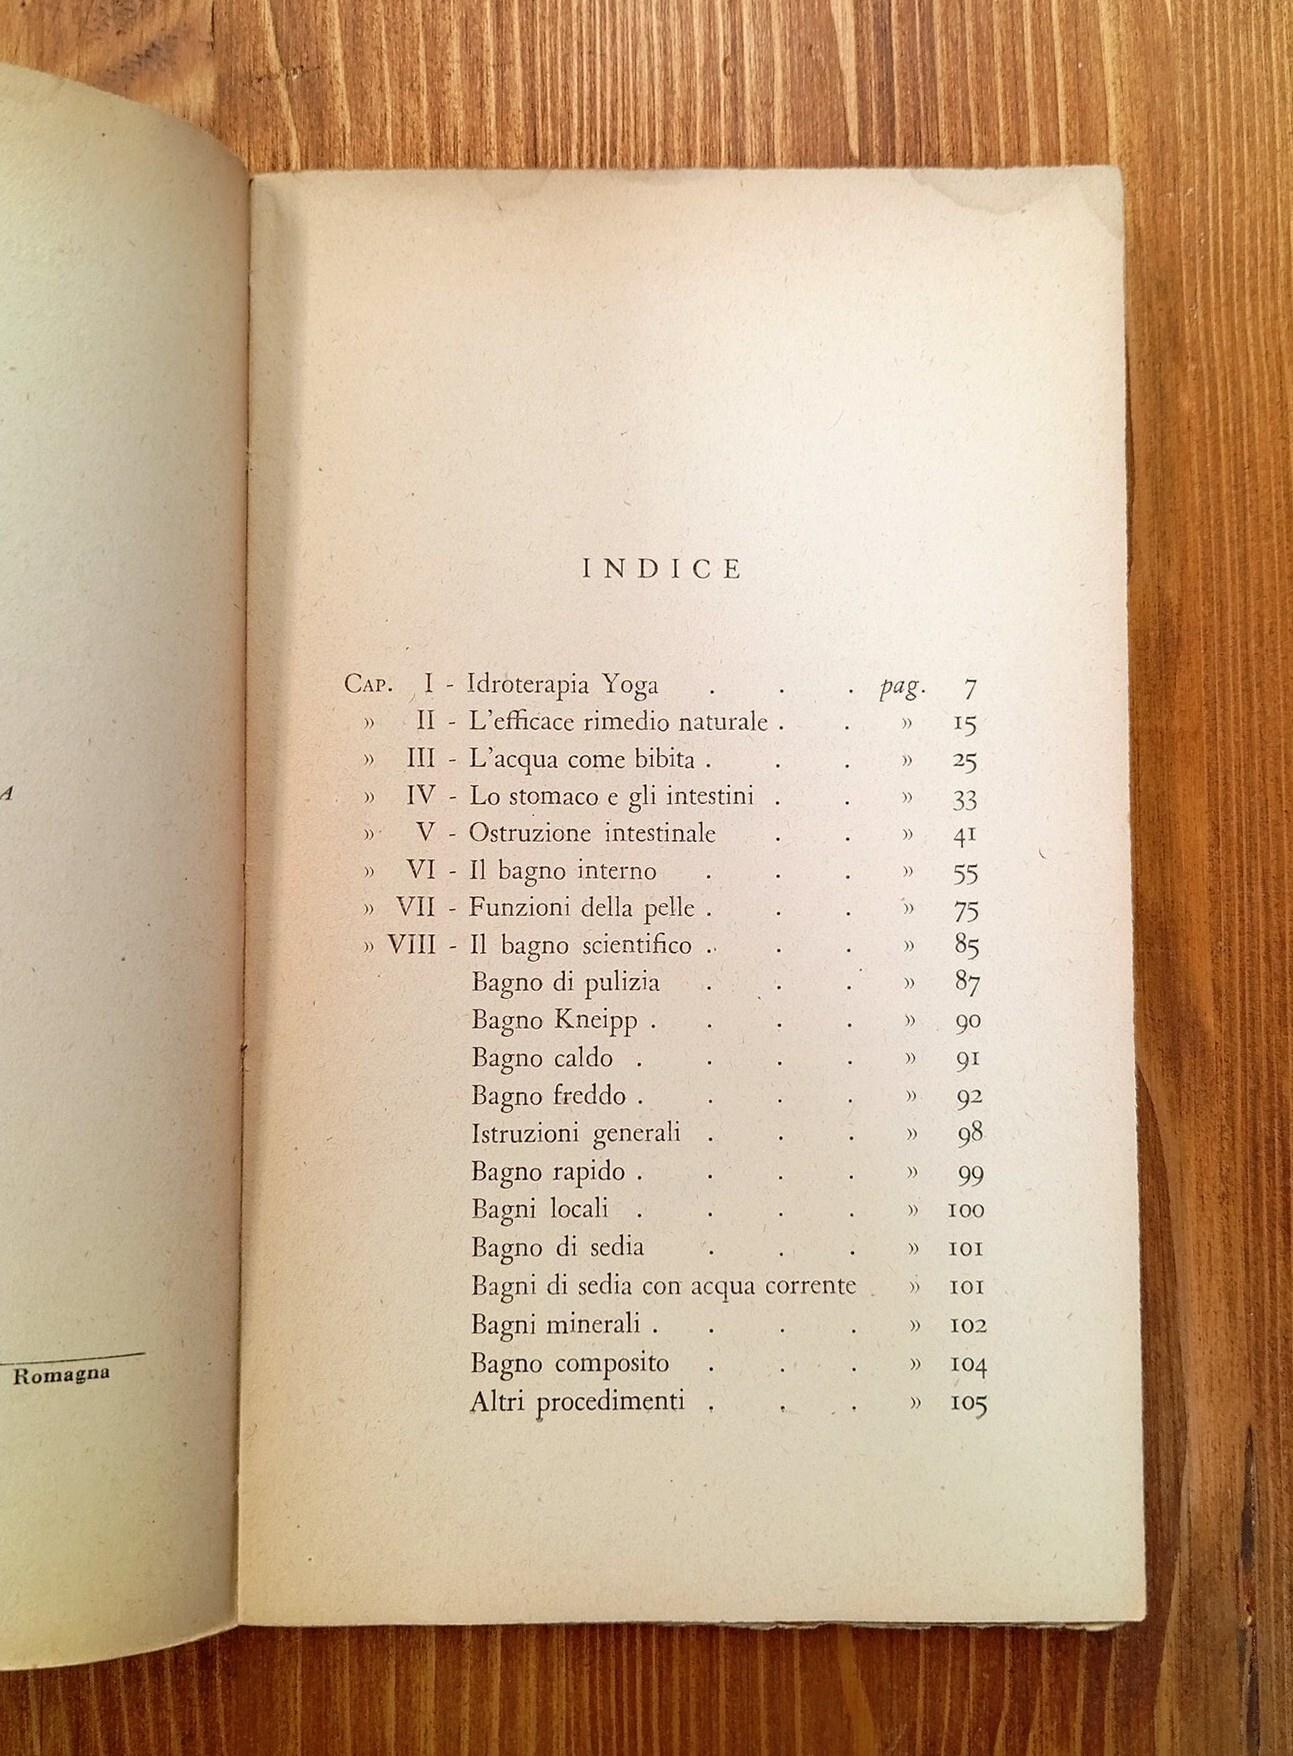 A
Romagna
INDICE
CAP. I - Idroterapia Yoga . . . pag. 7
» II - L'efficace rimedio naturale . . » 15
» III - L'acqua come bibita . . . » 25
» IV - Lo stomaco e gli intestini . . » 33
» V - Ostruzione intestinale . . » 41
» VI - Il bagno interno . . . » 55
» VII - Funzioni della pelle . . . » 75
» VIII - Il bagno scientifico . . . » 85
Bagno di pulizia . . . » 87
Bagno Kneipp . . . . » 90
Bagno caldo . . . . » 91
Bagno freddo . . . . » 92
Istruzioni generali . . . » 98
Bagno rapido . . . . » 99
Bagni locali . . . . » 100
Bagno di sedia . . . » 101
Bagni di sedia con acqua corrente . » 101
Bagni minerali . . . . » 102
Bagno composito . . . » 104
Altri procedimenti . . . » 105